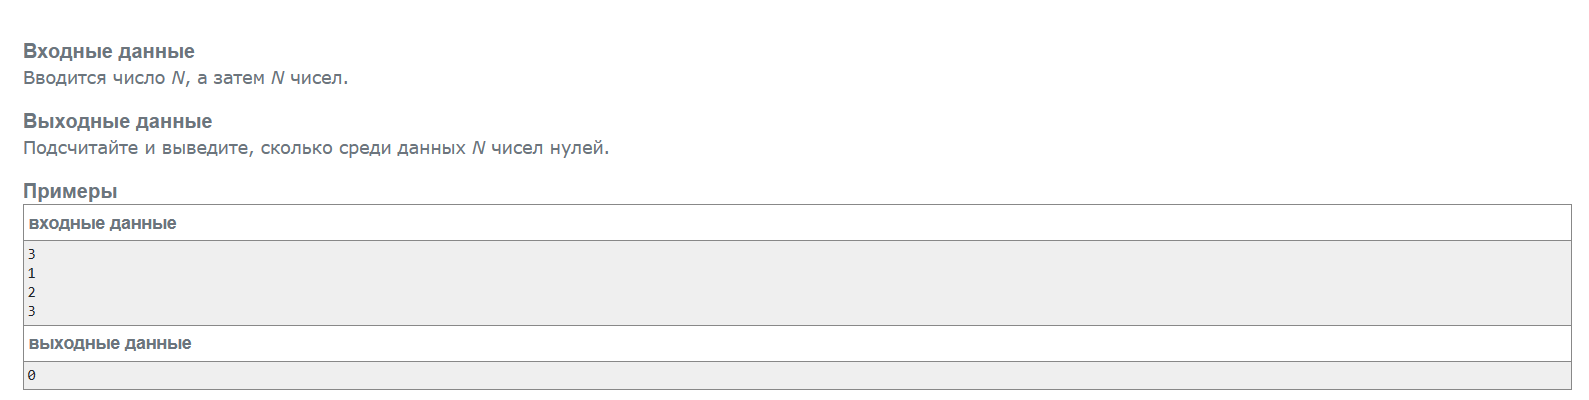 Входные данные
Вводится число N, а затем N чисел.
Выходные данные
Подсчитайте и выведите, сколько среди данных N чисел нулей.
Примеры
входные данные
3
1
2
3
выходные данные
0